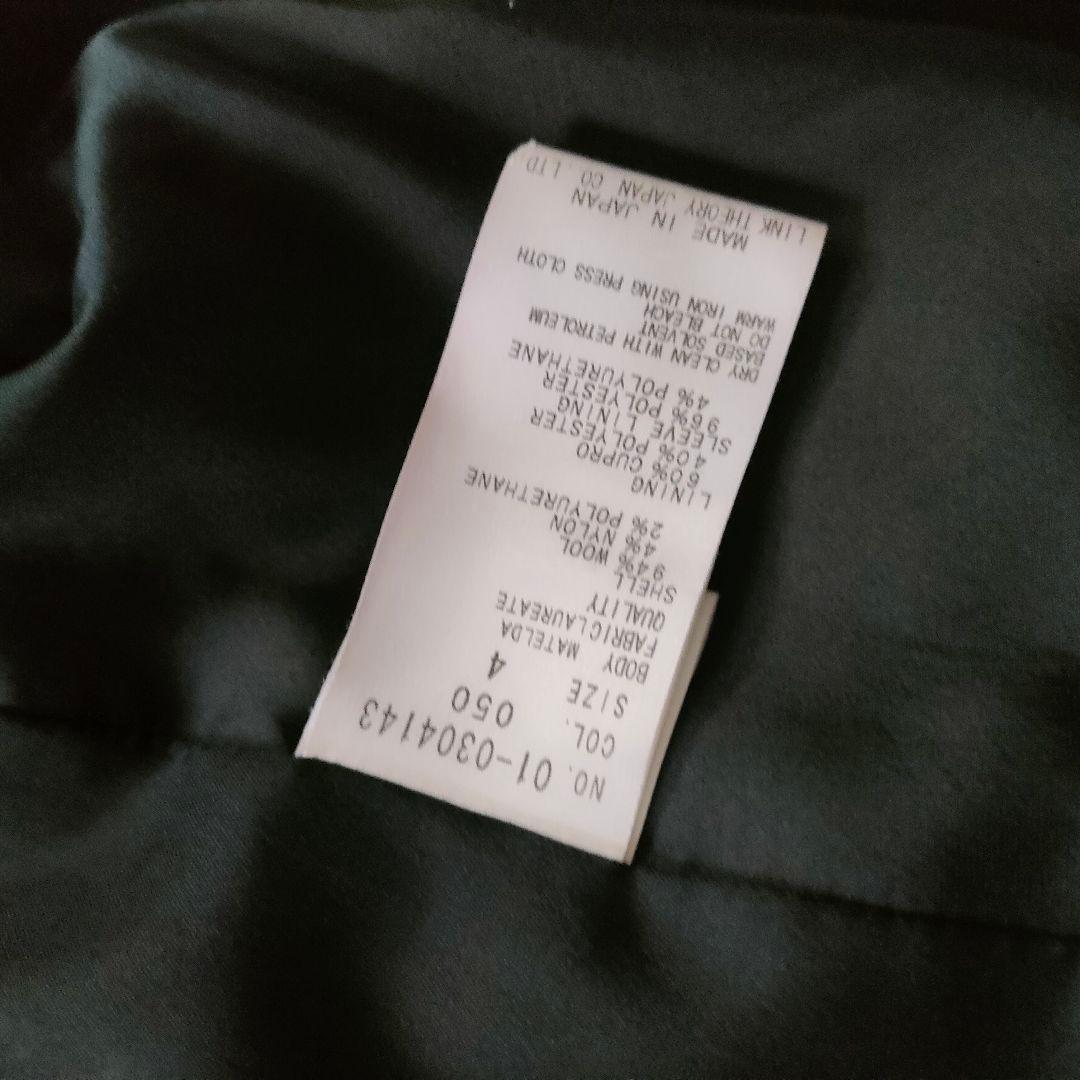 NO. 01-0304143
COL. 050
SIZE 4
BODY MATELDA
FABRIC LAUREATE
QUALITY
SHELL
94% WOOL
4% NYLON
2% POLYURETHANE
LINING
60% CUPRO
40% POLYESTER
SLEEVE LINING
96% POLYESTER
4% POLYURETHANE
DRY CLEAN WITH PETROLEUM
BASED SOLVENT
DO NOT BLEACH
WARM IRON USING PRESS CLOTH
MADE IN JAPAN
LINK THEORY JAPAN CO.,LTD